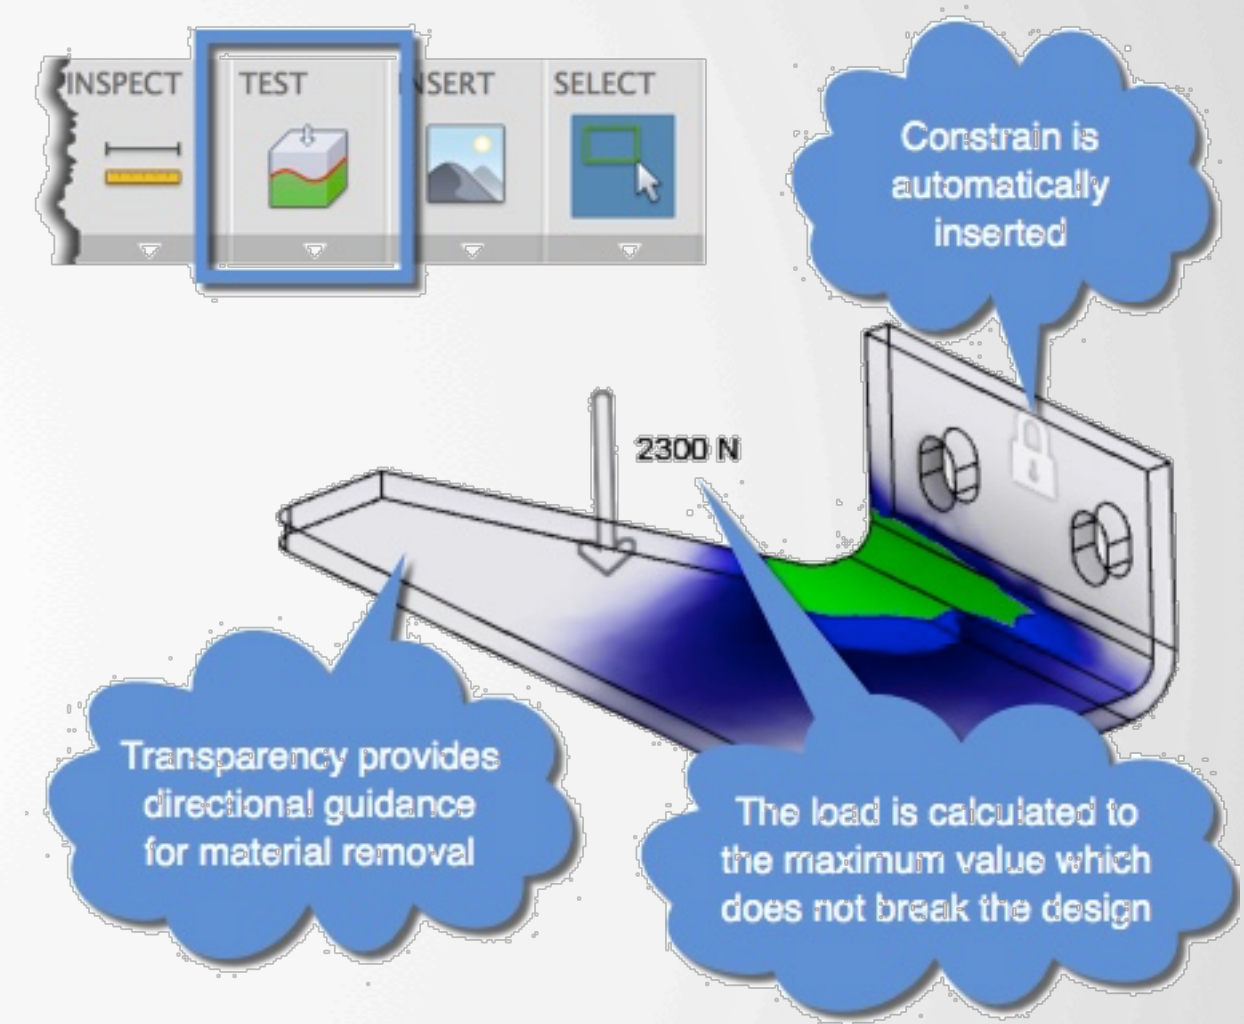 INSPECT
TEST
INSERT
SELECT
Constrain is
automatically
inserted
2300 N
Transparency provides
directional guidance
for material removal
The load is calculated to
the maximum value which
does not break the design